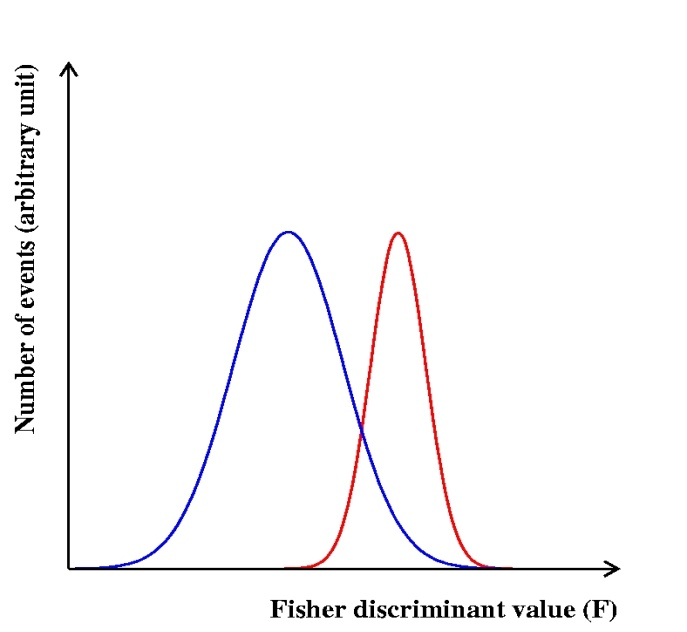 Number of events (arbitrary unit)
Fisher discriminant value (F)